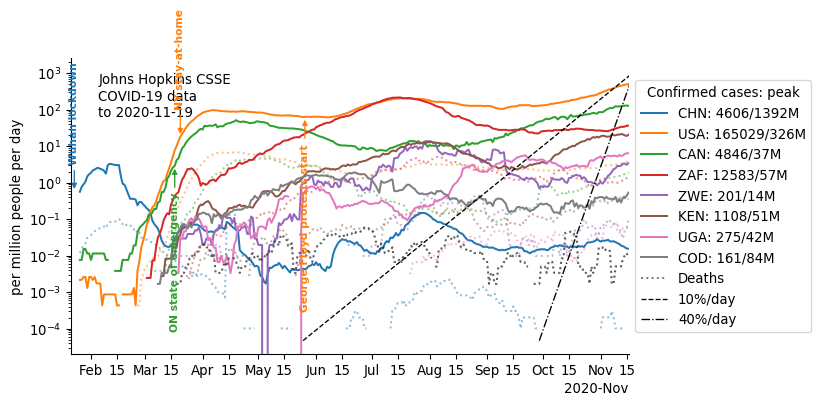 Johns Hopkins CSSE
COVID-19 data
to 2020-11-19
Wuhan lockdown
NY stay-at-home
ON state of emergency
George Floyd protests start
per million people per day
10³
10²
10¹
10⁰
10⁻¹
10⁻²
10⁻³
10⁻⁴
Feb 15 Mar 15 Apr 15 May 15 Jun 15 Jul 15 Aug 15 Sep 15 Oct 15 Nov 15
2020-Nov
Confirmed cases: peak
CHN: 4606/1392M
USA: 165029/326M
CAN: 4846/37M
ZAF: 12583/57M
ZWE: 201/14M
KEN: 1108/51M
UGA: 275/42M
COD: 161/84M
Deaths
10%/day
40%/day